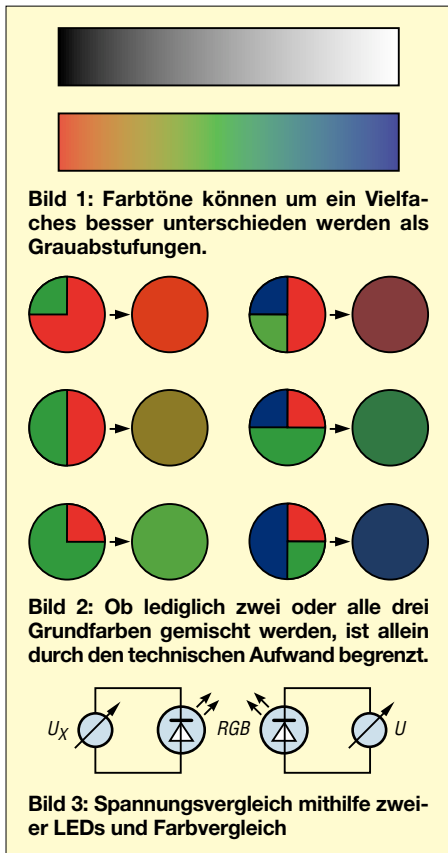 Bild 1: Farbtöne können um ein Vielfa-
ches besser unterschieden werden als
Grauabstufungen.
Bild 2: Ob lediglich zwei oder alle drei
Grundfarben gemischt werden, ist allein
durch den technischen Aufwand begrenzt.
U_X RGB U
Bild 3: Spannungsvergleich mithilfe zwei-
er LEDs und Farbvergleich